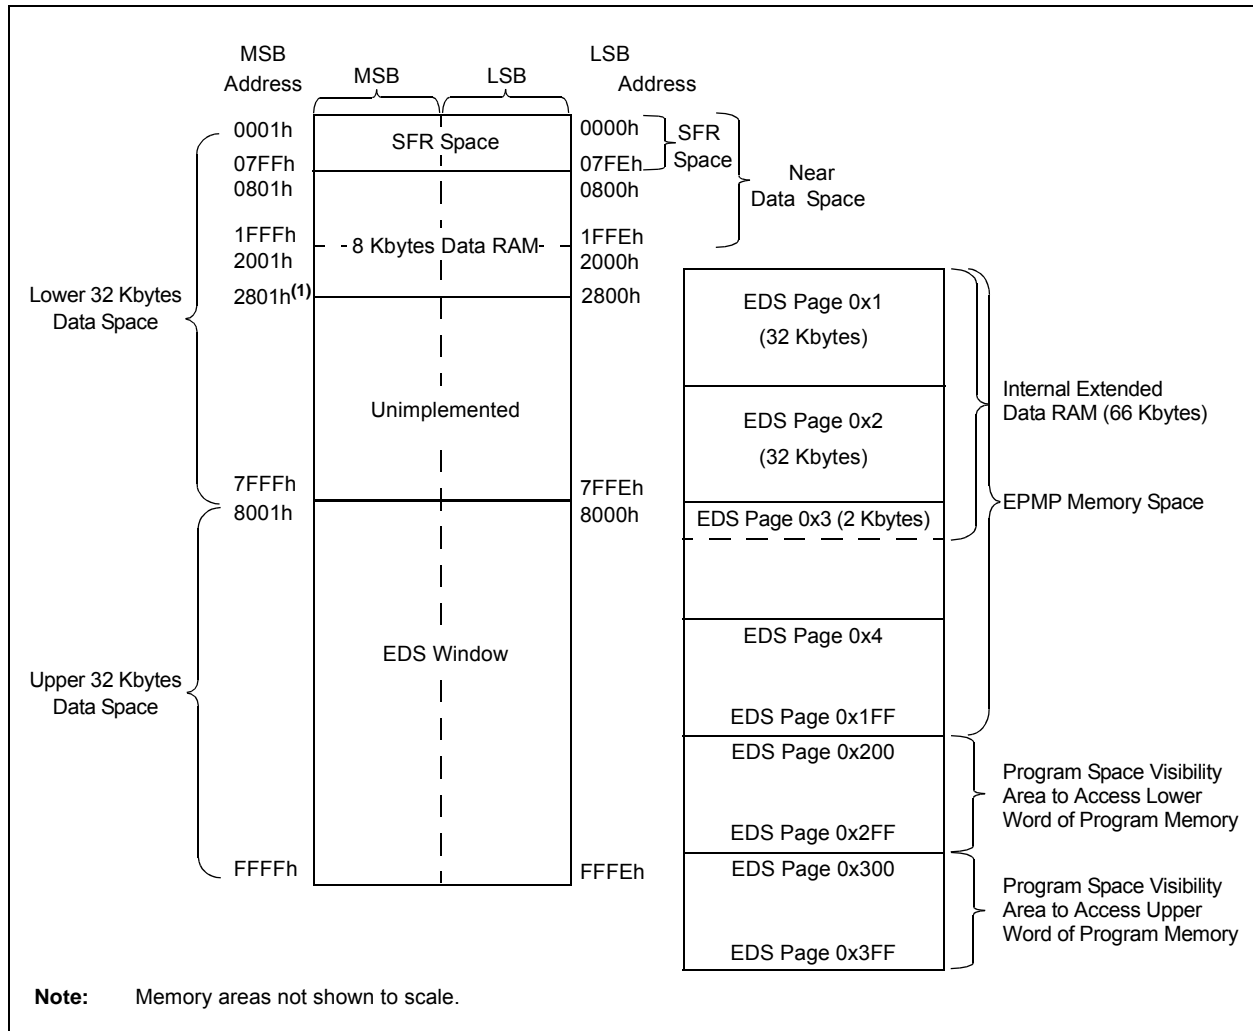 MSB
Address
LSB
Address
MSB
LSB
0001h
SFR Space
0000h
SFR
Space
07FFh
07FEh
0801h
0800h
Near
Data Space
1FFFh
8 Kbytes Data RAM
1FFEh
2001h
2000h
Lower 32 Kbytes
Data Space
2801h(1)
2800h
Unimplemented
7FFFh
7FFEh
8001h
8000h
Upper 32 Kbytes
Data Space
EDS Window
FFFFh
FFFEh
EDS Page 0x1
(32 Kbytes)
EDS Page 0x2
(32 Kbytes)
EDS Page 0x3 (2 Kbytes)
Internal Extended
Data RAM (66 Kbytes)
EPMP Memory Space
EDS Page 0x4
EDS Page 0x1FF
EDS Page 0x200
EDS Page 0x2FF
Program Space Visibility
Area to Access Lower
Word of Program Memory
EDS Page 0x300
EDS Page 0x3FF
Program Space Visibility
Area to Access Upper
Word of Program Memory
Note: Memory areas not shown to scale.